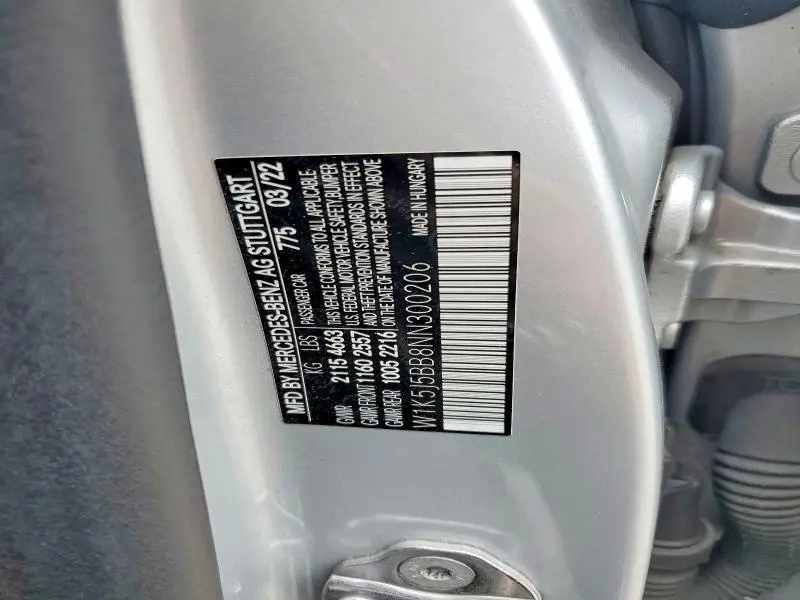 MFD BY MERCEDES-BENZ AG STUTTGART
PASSENGER CAR 775 03/22
KG LBS
GVWR 2115 4663
GAWR FRONT 1160 2557
GAWR REAR 1005 2216
THIS VEHICLE CONFORMS TO ALL APPLICABLE
U.S. FEDERAL MOTOR VEHICLE SAFETY, BUMPER
AND THEFT PREVENTION STANDARDS IN EFFECT
ON THE DATE OF MANUFACTURE SHOWN ABOVE
W1K5J5BB8NN300206 MADE IN HUNGARY